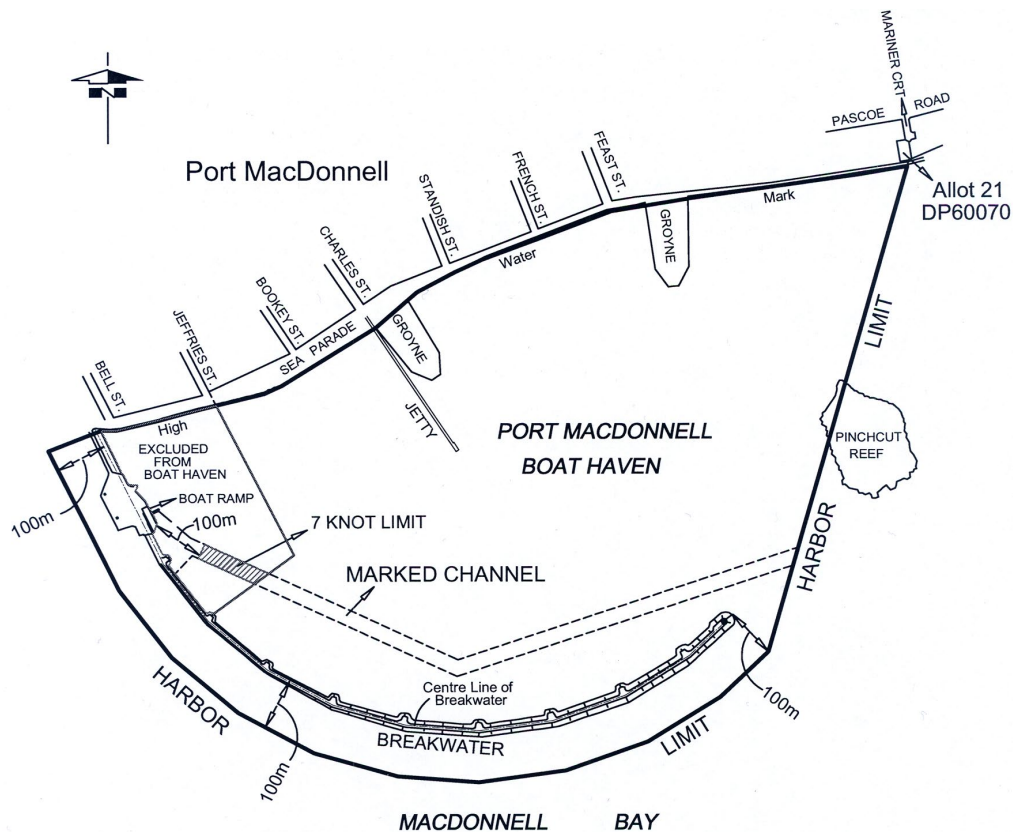 MARINER CRT
PASCOE ROAD
N
Port MacDonnell
FEAST ST.
FRENCH ST.
STANDISH ST.
CHARLES ST.
BOOKEY ST.
JEFFRIES ST.
BELL ST.
Allot 21
DP60070
Mark
GROYNE
Water
SEA PARADE
GROYNE
JETTY
High
LIMIT
PORT MACDONNELL
BOAT HAVEN
PINCHCUT
REEF
EXCLUDED
FROM
BOAT HAVEN
BOAT RAMP
100m
100m
7 KNOT LIMIT
MARKED CHANNEL
HARBOR
HARBOR
Centre Line of
Breakwater
BREAKWATER
LIMIT
100m
100m
MACDONNELL BAY